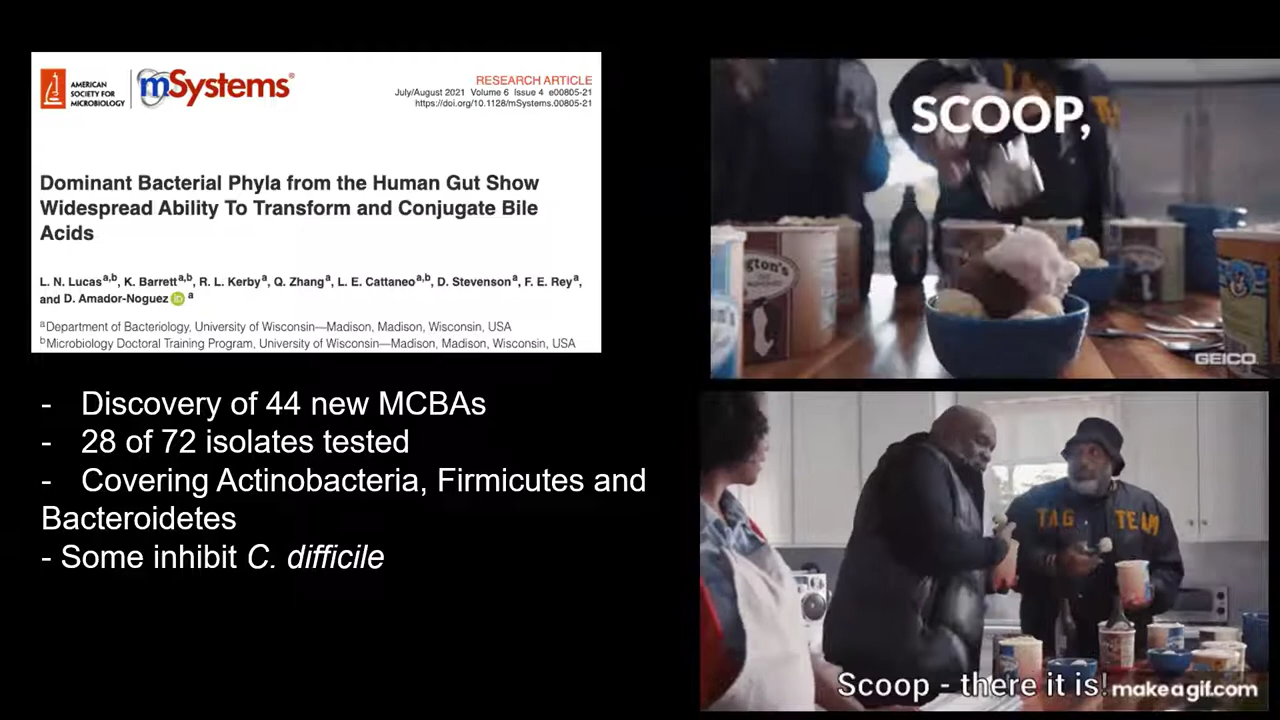 AMERICAN
SOCIETY FOR
MICROBIOLOGY
mSystems®
RESEARCH ARTICLE
July/August 2021 Volume 6 Issue 4 e00805-21
https://doi.org/10.1128/mSystems.00805-21
Dominant Bacterial Phyla from the Human Gut Show
Widespread Ability To Transform and Conjugate Bile
Acids
L. N. Lucas a,b, K. Barrett a,b, R. L. Kerby a, Q. Zhang a, L. E. Cattaneo a,b, D. Stevenson a, F. E. Rey a,
and D. Amador-Noguez iD a
a Department of Bacteriology, University of Wisconsin—Madison, Madison, Wisconsin, USA
b Microbiology Doctoral Training Program, University of Wisconsin—Madison, Madison, Wisconsin, USA
- Discovery of 44 new MCBAs
- 28 of 72 isolates tested
- Covering Actinobacteria, Firmicutes and
Bacteroidetes
- Some inhibit C. difficile
SCOOP,
GEICO
TAG TEAM
Scoop - there it is!
makeagif.com